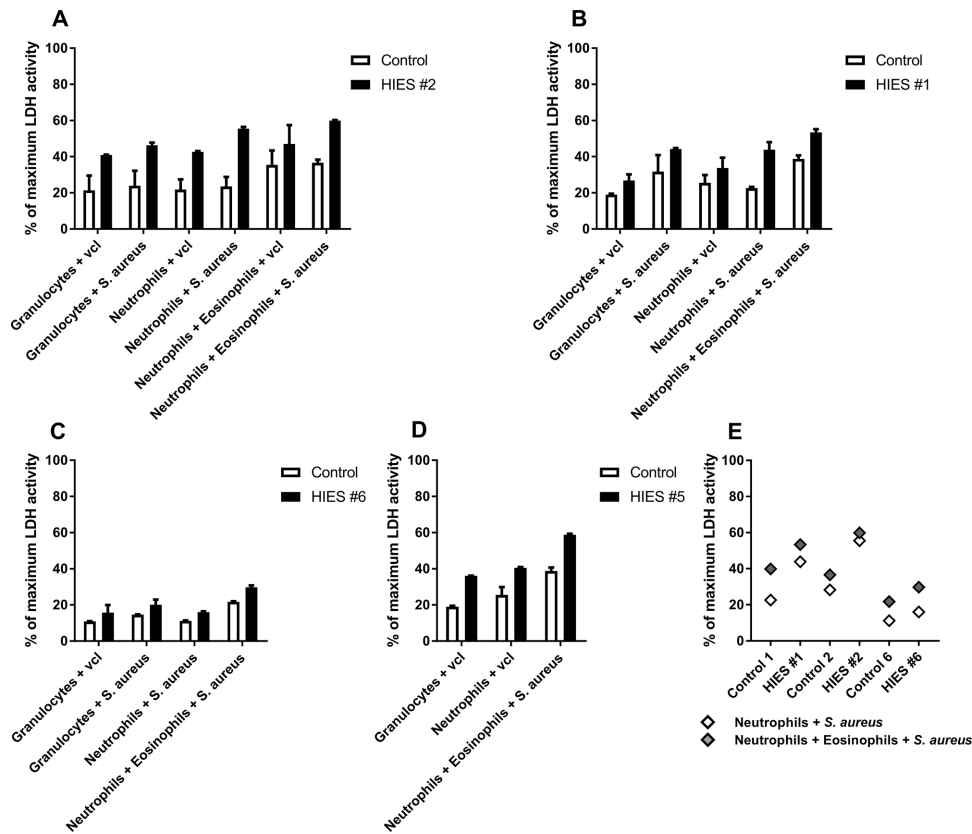 A
% of maximum LDH activity
100
80
60
40
20
0
Control
HIES #2
Granulocytes + vcl
Granulocytes + S. aureus
Neutrophils + vcl
Neutrophils + S. aureus
Neutrophils + Eosinophils + vcl
Neutrophils + Eosinophils + S. aureus
B
% of maximum LDH activity
100
80
60
40
20
0
Control
HIES #1
Granulocytes + vcl
Granulocytes + S. aureus
Neutrophils + vcl
Neutrophils + S. aureus
Neutrophils + Eosinophils + S. aureus
C
% of maximum LDH activity
100
80
60
40
20
0
Control
HIES #6
Granulocytes + vcl
Granulocytes + S. aureus
Neutrophils + S. aureus
Neutrophils + Eosinophils + S. aureus
D
% of maximum LDH activity
100
80
60
40
20
0
Control
HIES #5
Granulocytes + vcl
Neutrophils + vcl
Neutrophils + Eosinophils + S. aureus
E
% of maximum LDH activity
100
80
60
40
20
0
Control 1
HIES #1
Control 2
HIES #2
Control 6
HIES #6
Neutrophils + S. aureus
Neutrophils + Eosinophils + S. aureus